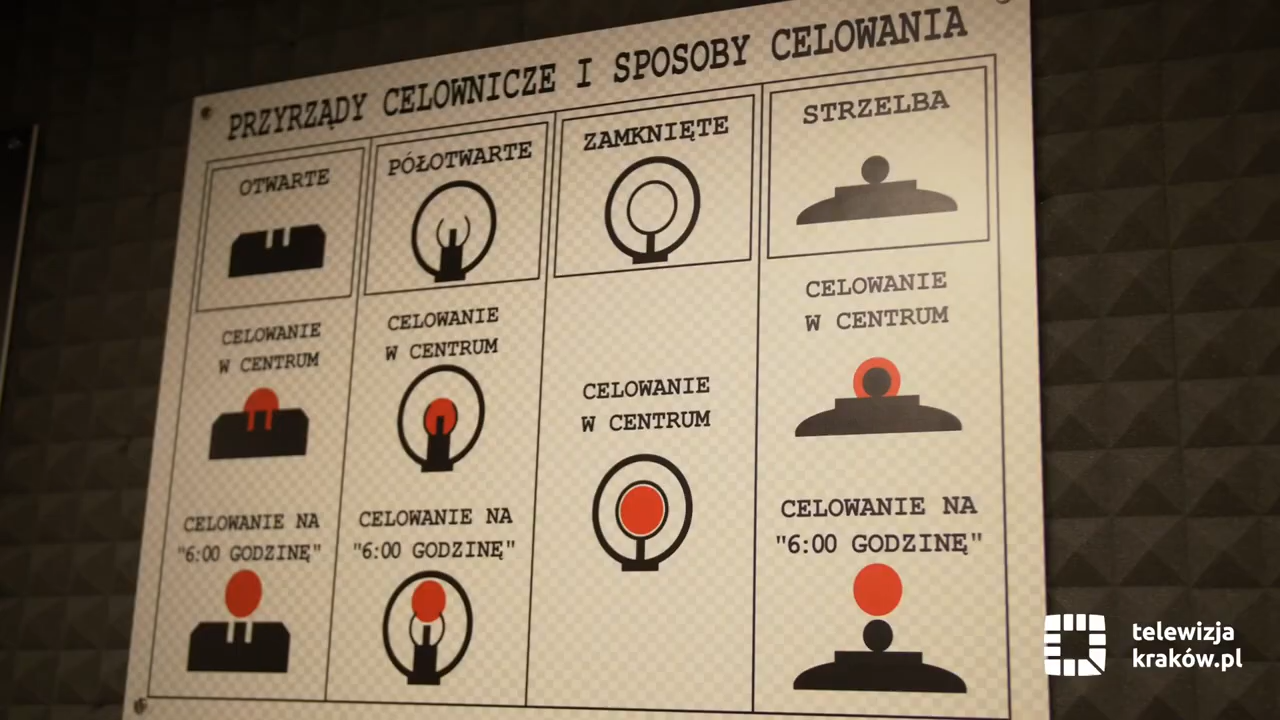 PRZYRZĄDY CELOWNICZE I SPOSOBY CELOWANIA
OTWARTE
CELOWANIE
W CENTRUM
CELOWANIE NA
"6:00 GODZINĘ"
PÓŁOTWARTE
CELOWANIE
W CENTRUM
CELOWANIE NA
"6:00 GODZINĘ"
ZAMKNIĘTE
CELOWANIE
W CENTRUM
STRZELBA
CELOWANIE
W CENTRUM
CELOWANIE NA
"6:00 GODZINĘ"
telewizja
kraków.pl